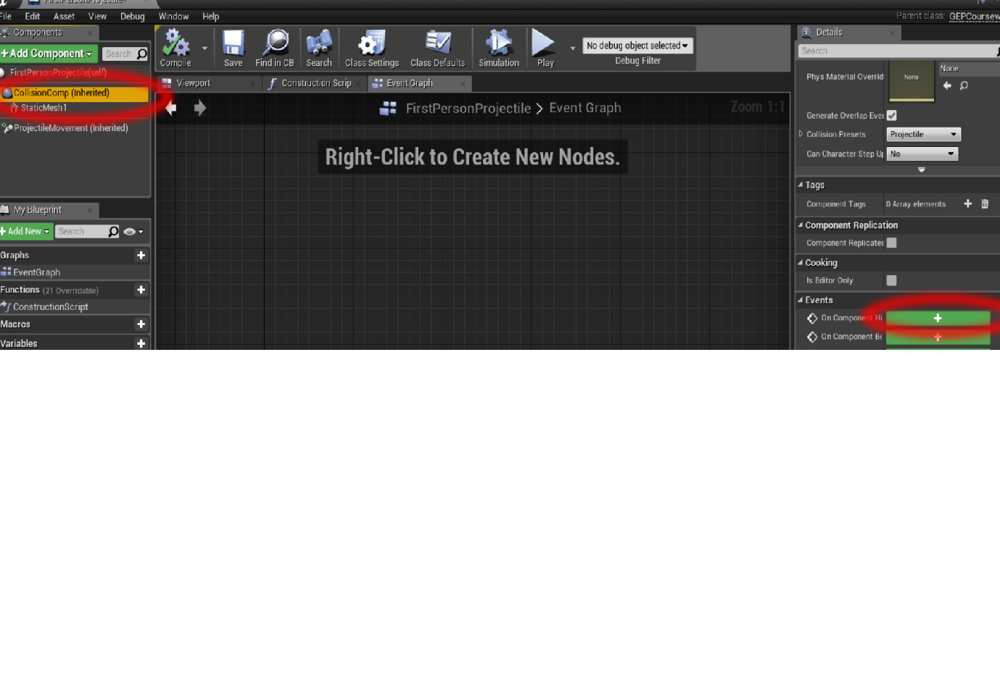 FirstPersonProjectile*
File Edit Asset View Debug Window Help
Parent class: GEPCoursew
Components
+Add Component
Search
FirstPersonProjectile(self)
CollisionComp (Inherited)
StaticMesh1
ProjectileMovement (Inherited)
My Blueprint
+Add New
Search
Graphs
EventGraph
Functions (21 Overridable)
ConstructionScript
Macros
Variables
Compile
Save
Find in CB
Search
Class Settings
Class Defaults
Simulation
Play
No debug object selected
Debug Filter
Viewport
Construction Scrip
Event Graph
FirstPersonProjectile > Event Graph
Zoom 1:1
Right-Click to Create New Nodes.
Details
Search
Phys Material Overrid
None
None
Generate Overlap Ever
Collision Presets
Projectile
Can Character Step Up
No
Tags
Component Tags
0 Array elements
Component Replication
Component Replicates
Cooking
Is Editor Only
Events
On Component Hi
On Component Be